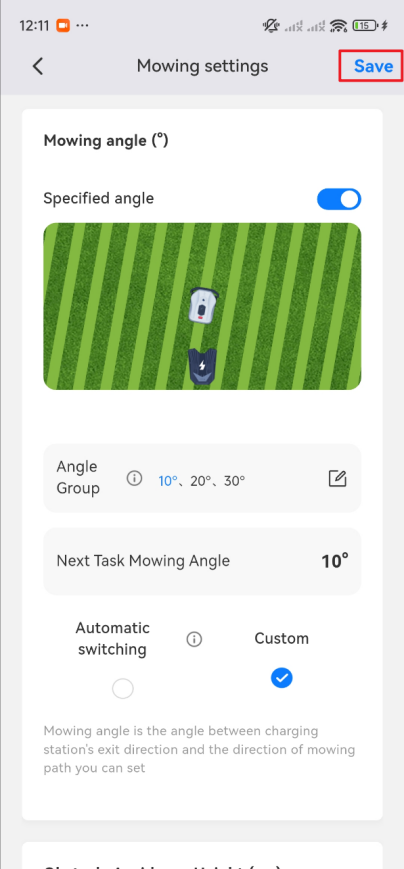 12:11
15
Mowing settings
Save
Mowing angle (°)
Specified angle
Angle
Group
10°、20°、30°
Next Task Mowing Angle
10°
Automatic
switching
Custom
Mowing angle is the angle between charging
station's exit direction and the direction of mowing
path you can set